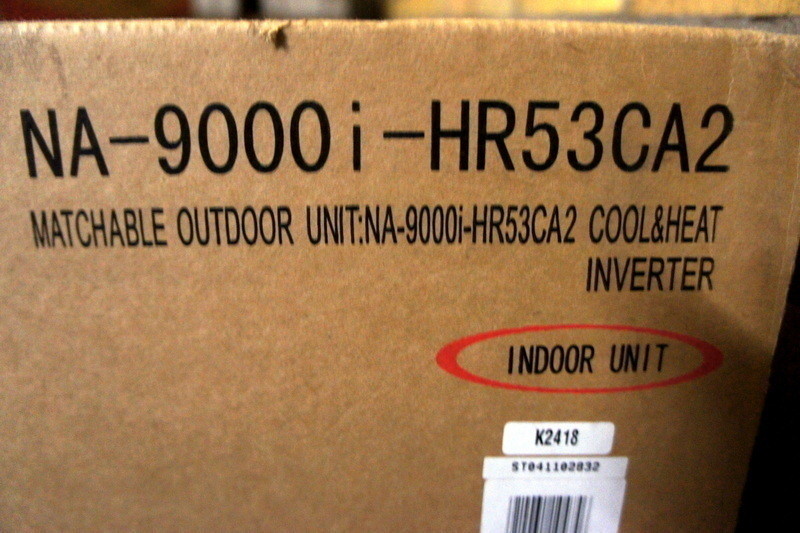 NA-9000i-HR53CA2
MATCHABLE OUTDOOR UNIT:NA-9000i-HR53CA2 COOL&HEAT
INVERTER
INDOOR UNIT
K2418
ST041102832